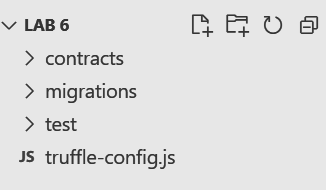 LAB 6
contracts
migrations
test
JS truffle-config.js